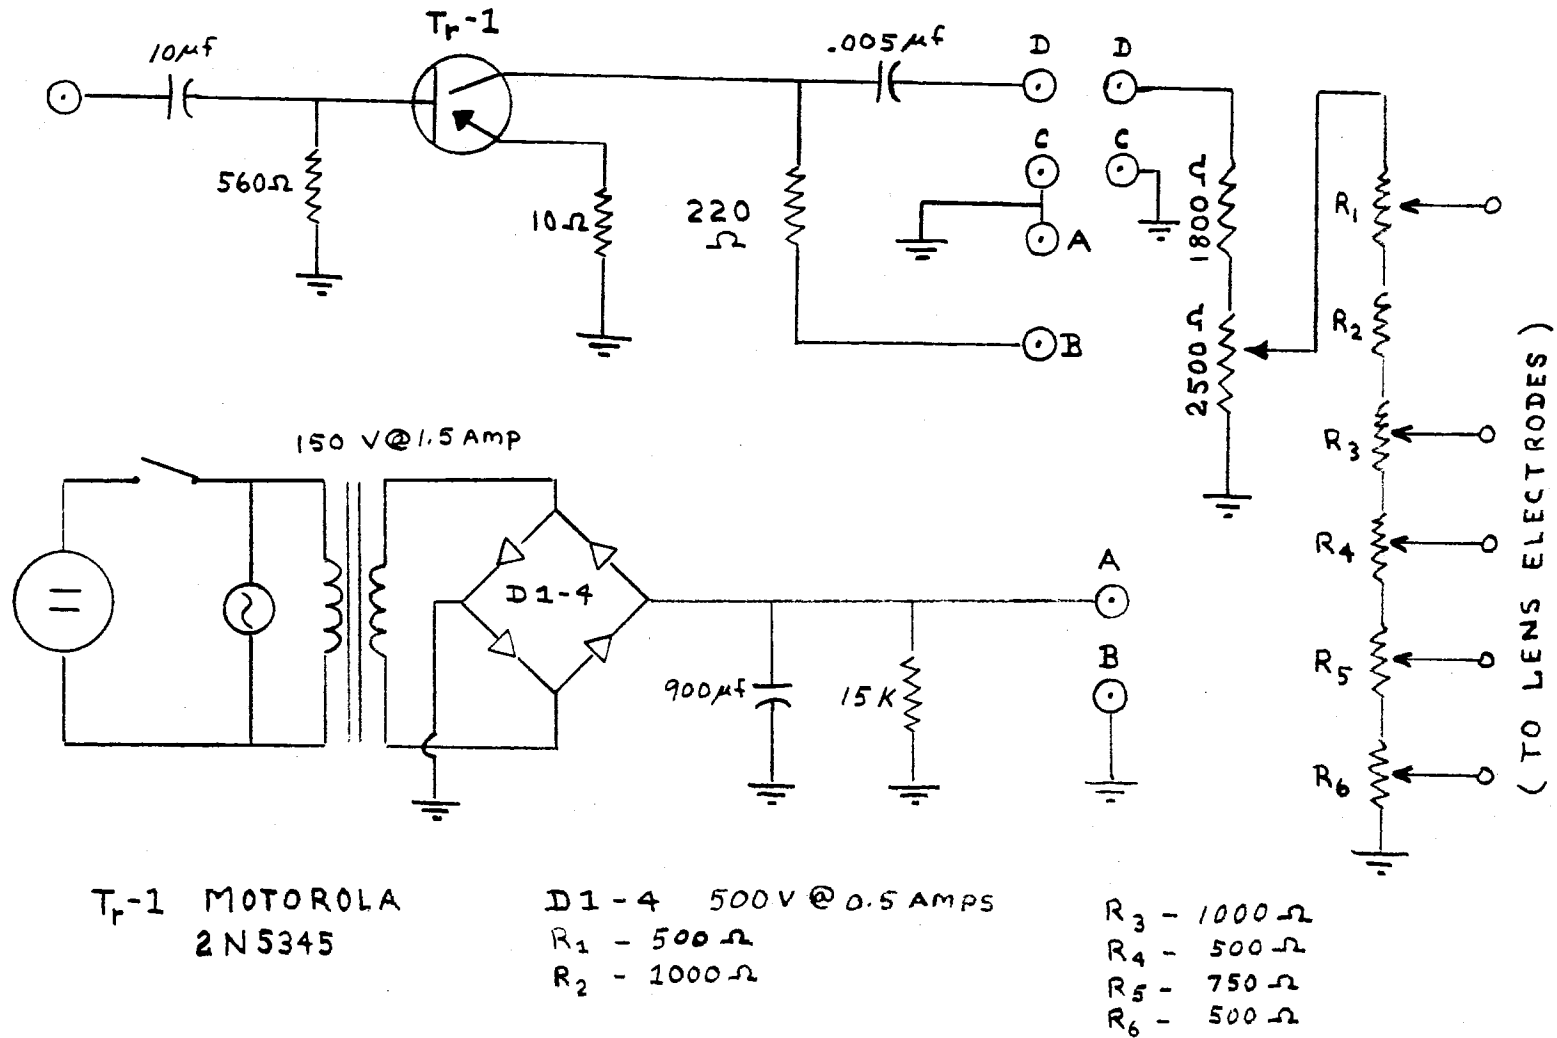 Tr-1
10µf
.005µf
D
D
C
C
560Ω
10Ω
220
Ω
A
B
1800Ω
2500Ω
R1
R2
R3
R4
R5
R6
(TO LENS ELECTRODES)
150 V@1.5 Amp
D1-4
900µf
15K
A
B
Tr-1 MOTOROLA
2N5345
D1-4 500V @ 0.5 AMPS
R1 - 500Ω
R2 - 1000Ω
R3 - 1000Ω
R4 - 500Ω
R5 - 750Ω
R6 - 500Ω